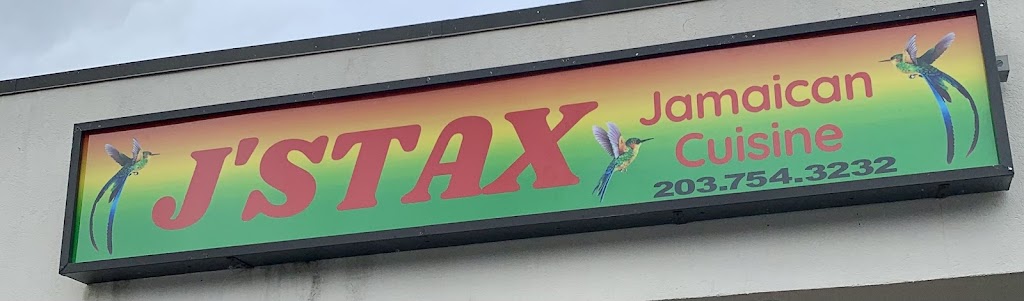 J'STAX
Jamaican
Cuisine
203.754.3232